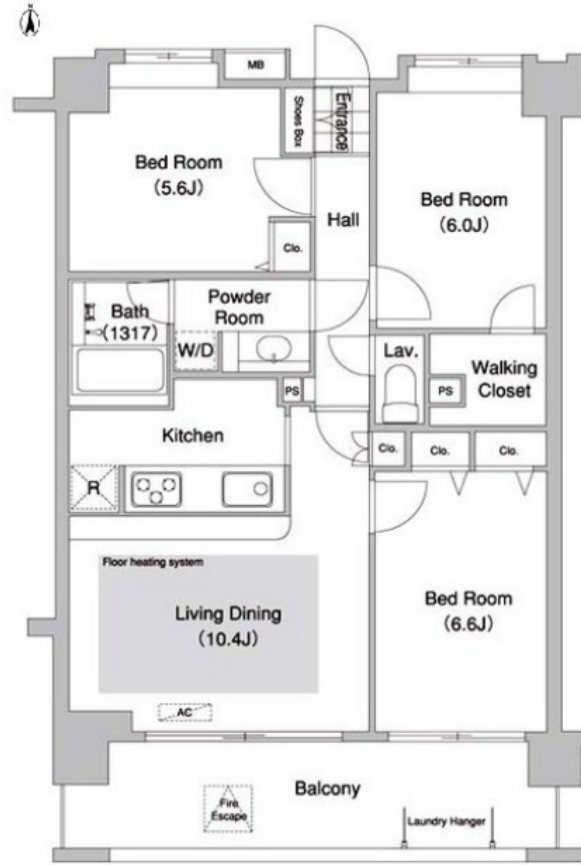 MB
Shoes Box
Entrance
Bed Room
(5.6J)
Bed Room
(6.0J)
Hall
Clo.
Powder
Room
Bath
(1317)
W/D
Lav.
Walking
Closet
PS
PS
Kitchen
Clo.
Clo.
Clo.
R
Floor heating system
Living Dining
(10.4J)
Bed Room
(6.6J)
AC
Balcony
Fire
Escape
Laundry Hanger